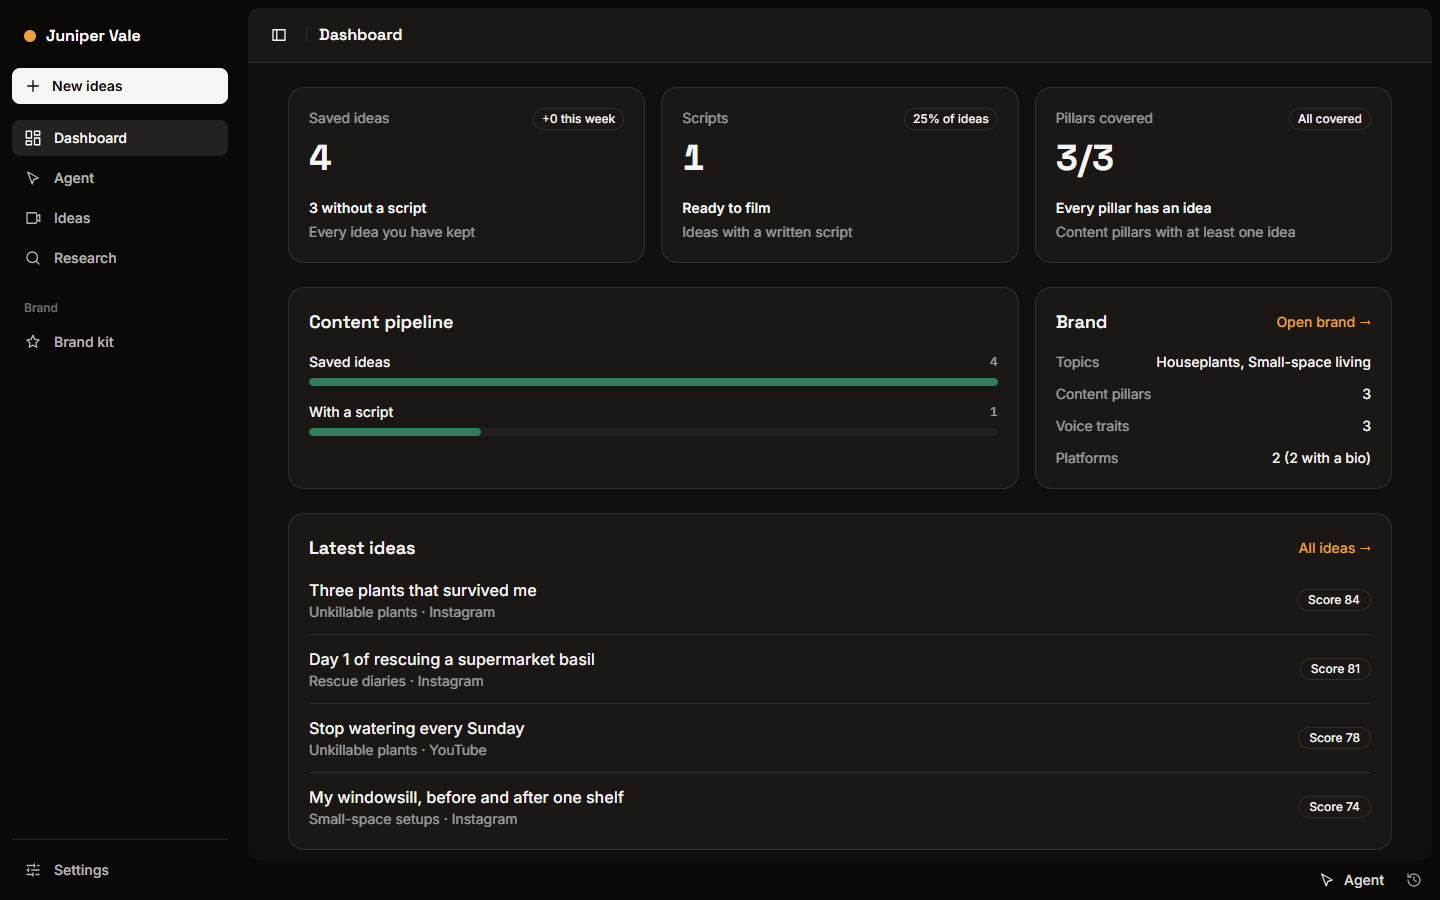 Juniper Vale
New ideas
Dashboard
Agent
Ideas
Research
Brand
Brand kit
Settings
Dashboard
Saved ideas
+0 this week
4
3 without a script
Every idea you have kept
Scripts
25% of ideas
1
Ready to film
Ideas with a written script
Pillars covered
All covered
3/3
Every pillar has an idea
Content pillars with at least one idea
Content pipeline
Saved ideas 4
With a script 1
Brand
Open brand →
Topics Houseplants, Small-space living
Content pillars 3
Voice traits 3
Platforms 2 (2 with a bio)
Latest ideas
All ideas →
Three plants that survived me
Unkillable plants · Instagram
Score 84
Day 1 of rescuing a supermarket basil
Rescue diaries · Instagram
Score 81
Stop watering every Sunday
Unkillable plants · YouTube
Score 78
My windowsill, before and after one shelf
Small-space setups · Instagram
Score 74
Agent